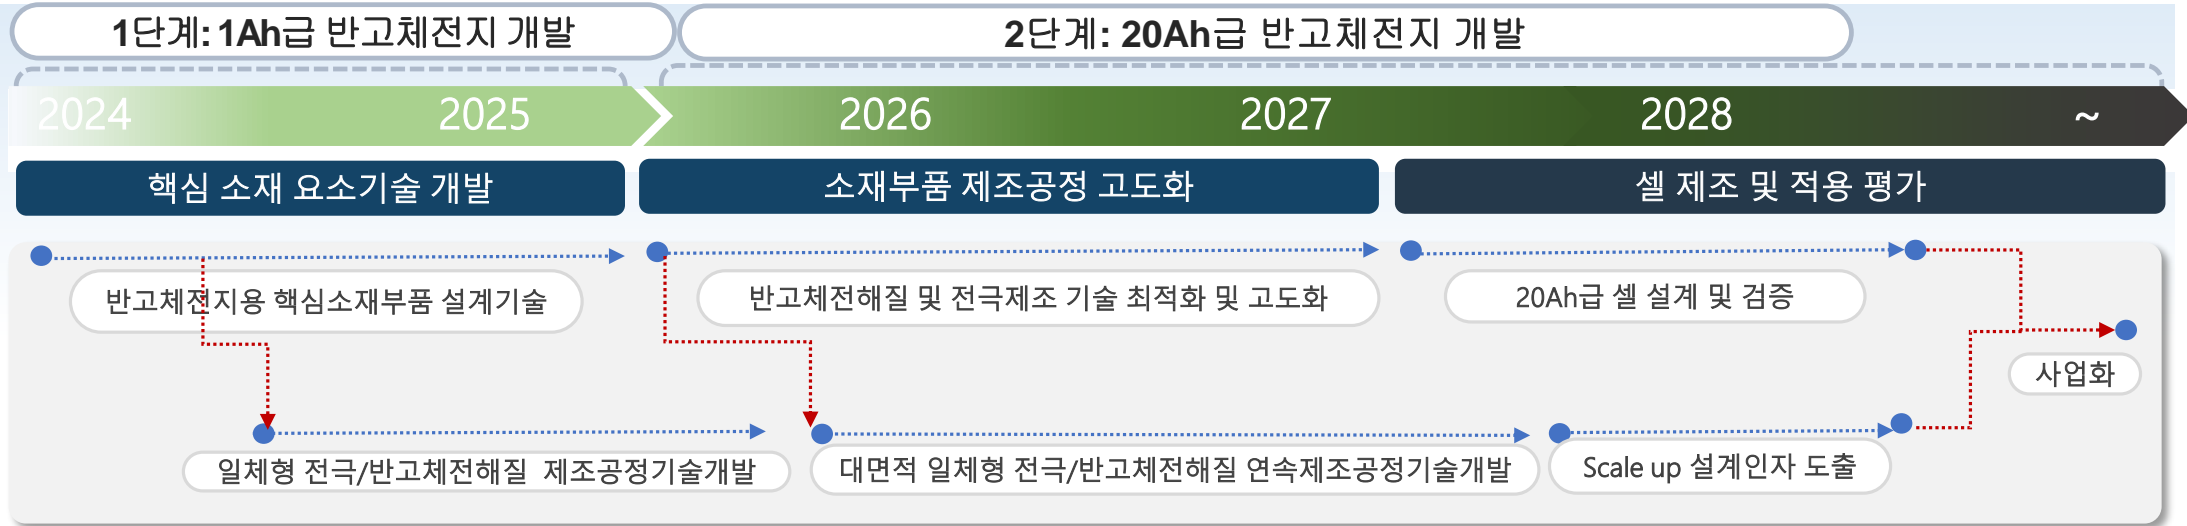 1단계: 1Ah급 반고체전지 개발
2단계: 20Ah급 반고체전지 개발
2024
2025
2026
2027
2028
~
핵심 소재 요소기술 개발
소재부품 제조공정 고도화
셀 제조 및 적용 평가
반고체전지용 핵심소재부품 설계기술
반고체전해질 및 전극제조 기술 최적화 및 고도화
20Ah급 셀 설계 및 검증
사업화
일체형 전극/반고체전해질 제조공정기술개발
대면적 일체형 전극/반고체전해질 연속제조공정기술개발
Scale up 설계인자 도출